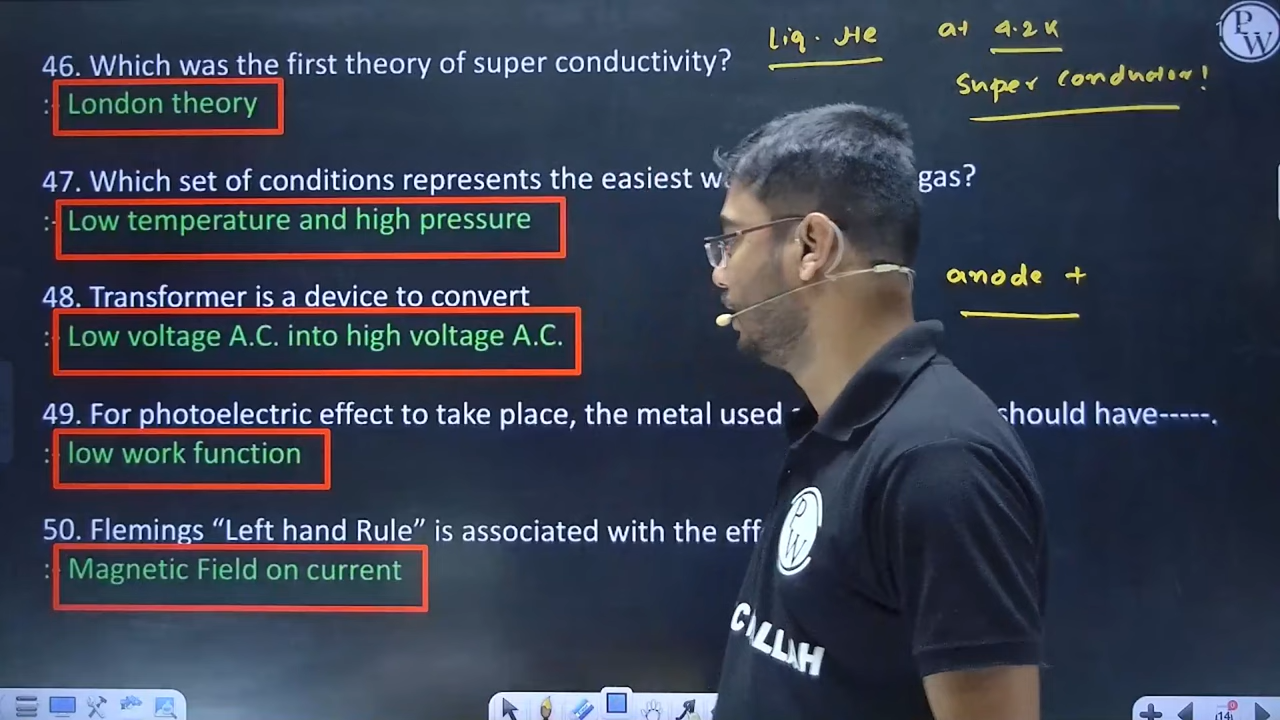 46. Which was the first theory of super conductivity?
:- London theory
liq. He at 4.2K
super conductor!
PW
47. Which set of conditions represents the easiest gas?
:- Low temperature and high pressure
48. Transformer is a device to convert
:- Low voltage A.C. into high voltage A.C.
anode +
49. For photoelectric effect to take place, the metal used should have-----.
:- low work function
50. Flemings “Left hand Rule” is associated with the
:- Magnetic Field on current
PW
14